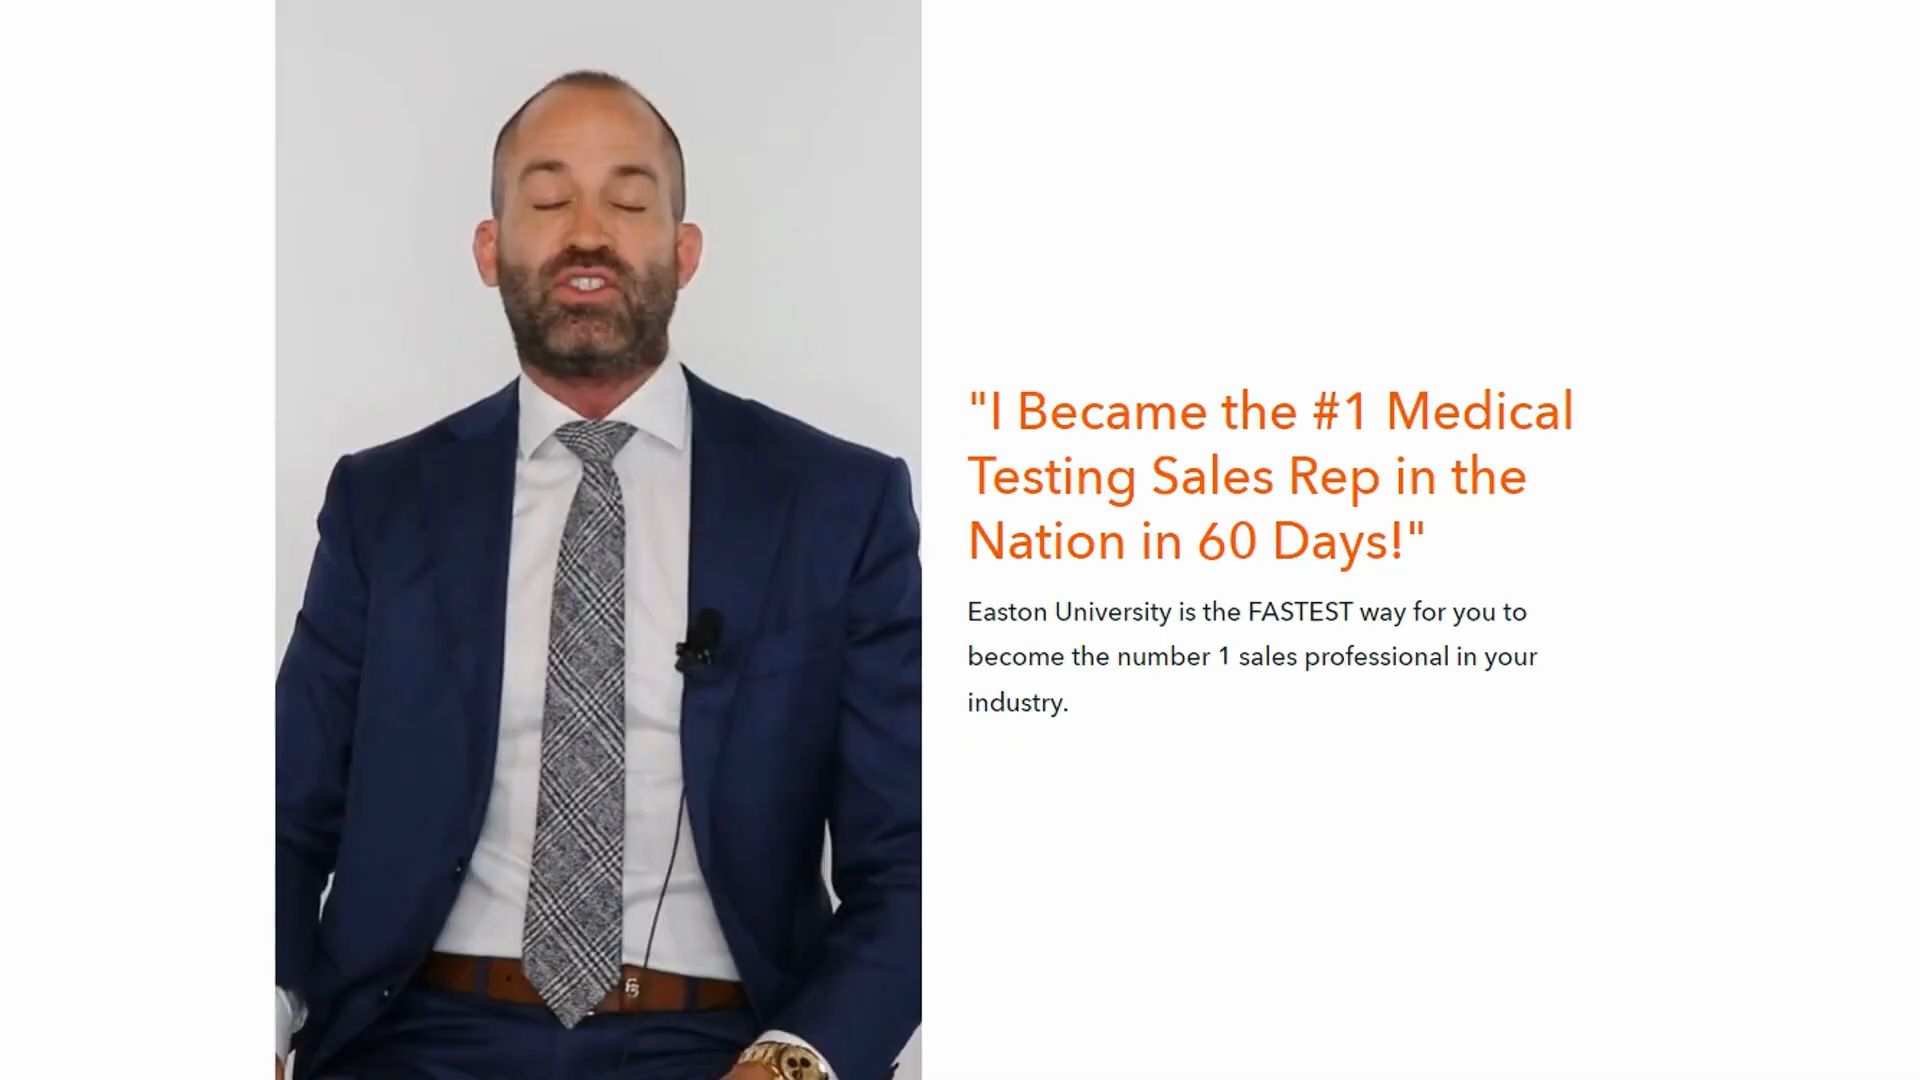 "I Became the #1 Medical
Testing Sales Rep in the
Nation in 60 Days!"
Easton University is the FASTEST way for you to
become the number 1 sales professional in your
industry.